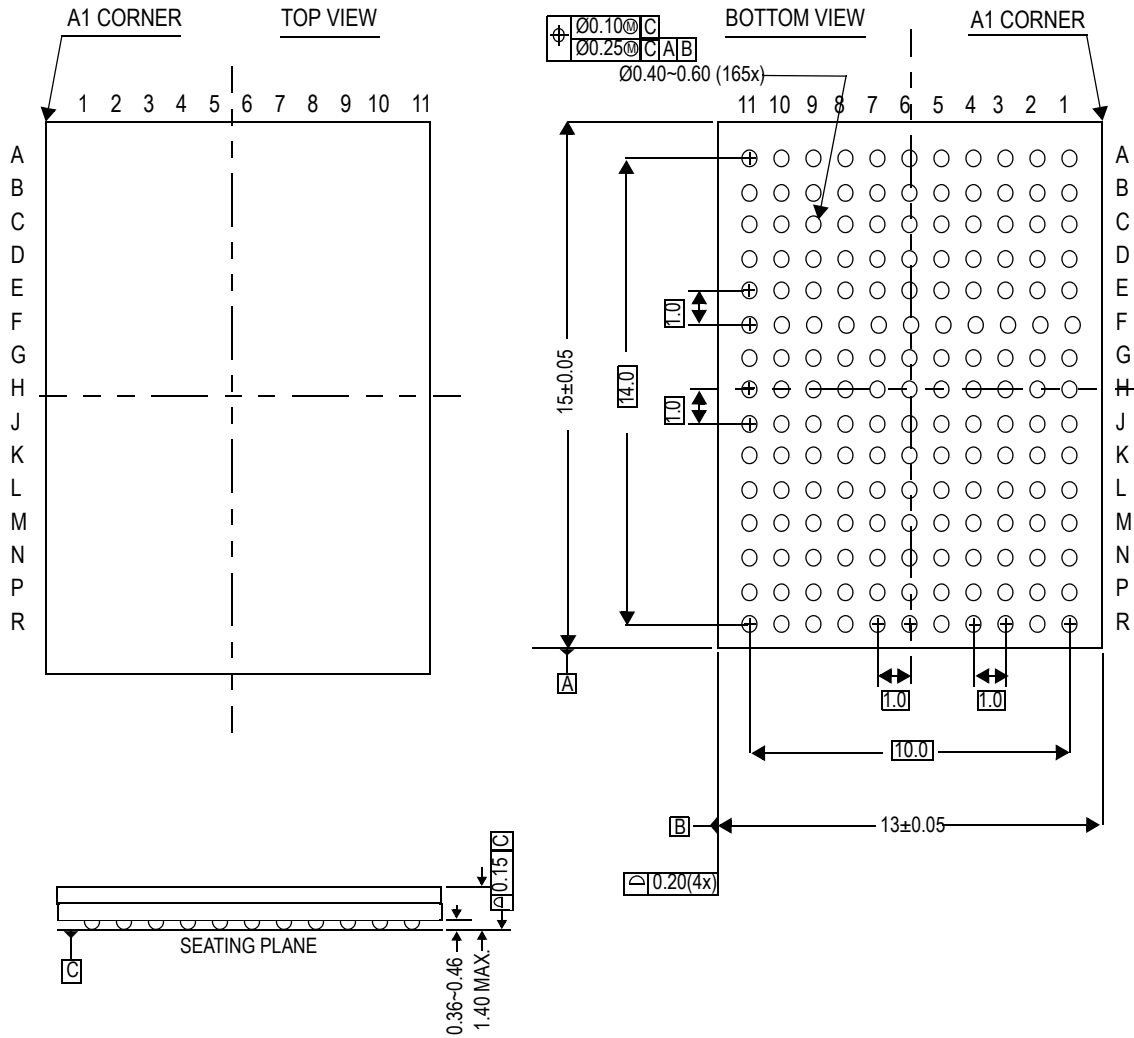 A1 CORNER
TOP VIEW
1 2 3 4 5 6 7 8 9 10 11
A
B
C
D
E
F
G
H
J
K
L
M
N
P
R
Ø0.10Ⓜ C
Ø0.25Ⓜ C A B
BOTTOM VIEW
A1 CORNER
Ø0.40~0.60 (165x)
11 10 9 8 7 6 5 4 3 2 1
A
B
C
D
E
F
G
H
J
K
L
M
N
P
R
15±0.05
14.0
1.0
1.0
A
1.0
1.0
10.0
B
13±0.05
0.20(4x)
0.15 C
SEATING PLANE
C
0.36~0.46
1.40 MAX.